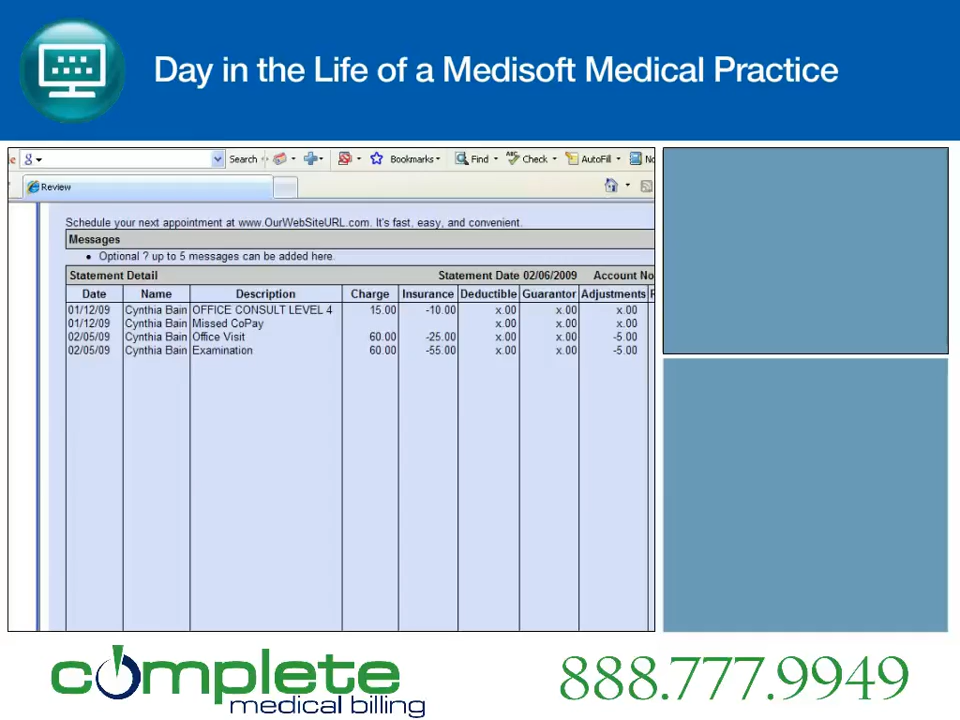 Day in the Life of a Medisoft Medical Practice
e g Search Bookmarks Find ABC Check AutoFill
Review
Schedule your next appointment at www.OurWebSiteURL.com. It's fast, easy, and convenient.
Messages
• Optional ? up to 5 messages can be added here.
Statement Detail Statement Date 02/06/2009 Account No
Date Name Description Charge Insurance Deductible Guarantor Adjustments
01/12/09 Cynthia Bain OFFICE CONSULT LEVEL 4 15.00 -10.00 x.00 x.00 x.00
01/12/09 Cynthia Bain Missed CoPay x.00 x.00 x.00
02/05/09 Cynthia Bain Office Visit 60.00 -25.00 x.00 x.00 -5.00
02/05/09 Cynthia Bain Examination 60.00 -55.00 x.00 x.00 -5.00
complete
medical billing
888.777.9949